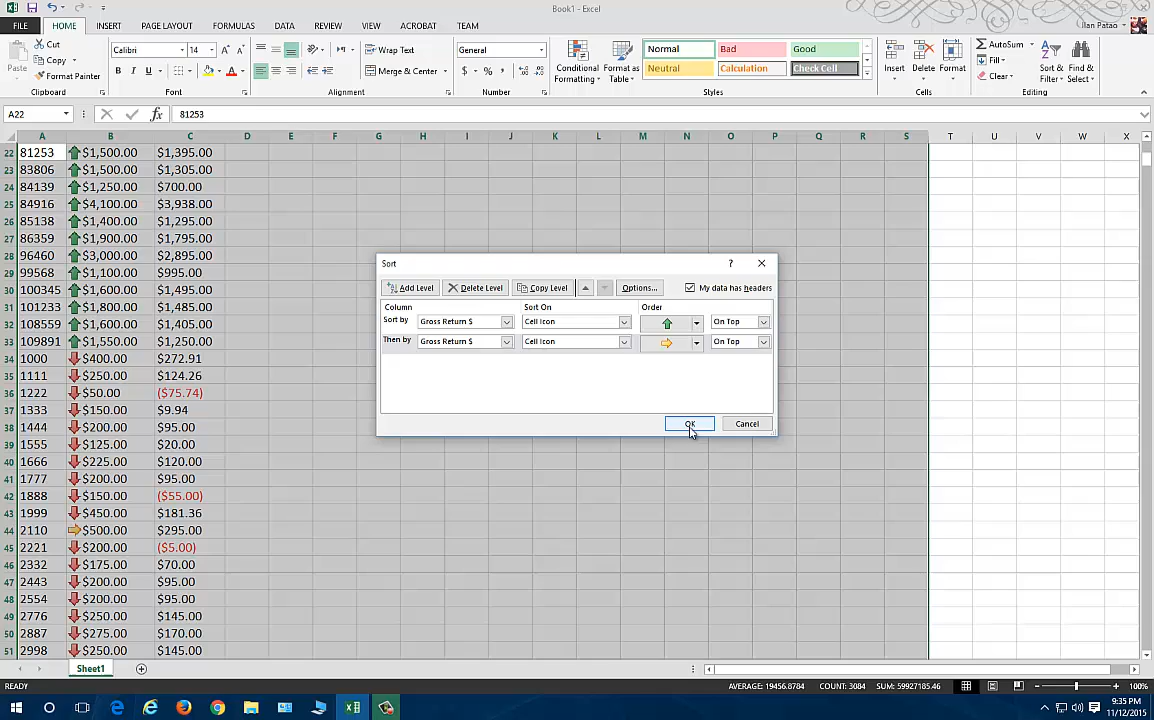 Book1 - Excel
FILE HOME INSERT PAGE LAYOUT FORMULAS DATA REVIEW VIEW ACROBAT TEAM
Ilan Patao
Paste
Cut
Copy
Format Painter
Calibri 14
B I U
Wrap Text
Merge & Center
General
$ % ,
Conditional Formatting
Format as Table
Normal Bad Good
Neutral Calculation Check Cell
Insert Delete Format
AutoSum
Fill
Clear
Sort & Filter
Find & Select
Clipboard Font Alignment Number Styles Cells Editing
A22 fx 81253
A B C D E F G H I J K L M N O P Q R S T U V W X
22 81253 $1,500.00 $1,395.00
23 83806 $1,500.00 $1,305.00
24 84139 $1,250.00 $700.00
25 84916 $4,100.00 $3,938.00
26 85138 $1,400.00 $1,295.00
27 86359 $1,900.00 $1,795.00
28 96460 $3,000.00 $2,895.00
29 99568 $1,100.00 $995.00
30 100345 $1,600.00 $1,495.00
31 101233 $1,800.00 $1,485.00
32 108559 $1,600.00 $1,405.00
33 109891 $1,550.00 $1,250.00
34 1000 $400.00 $272.91
35 1111 $250.00 $124.26
36 1222 $50.00 ($75.74)
37 1333 $150.00 $9.94
38 1444 $200.00 $95.00
39 1555 $125.00 $20.00
40 1666 $225.00 $120.00
41 1777 $200.00 $95.00
42 1888 $150.00 ($55.00)
43 1999 $450.00 $181.36
44 2110 $500.00 $295.00
45 2221 $200.00 ($5.00)
46 2332 $175.00 $70.00
47 2443 $200.00 $95.00
48 2554 $200.00 $95.00
49 2776 $250.00 $145.00
50 2887 $275.00 $170.00
51 2998 $250.00 $145.00
Sort ?
Add Level Delete Level Copy Level Options... My data has headers
Column Sort On Order
Sort by Gross Return $ Cell Icon On Top
Then by Gross Return $ Cell Icon On Top
OK Cancel
Sheet1
READY AVERAGE: 19456.8784 COUNT: 3084 SUM: 59927185.46 100%
9:35 PM
11/12/2015